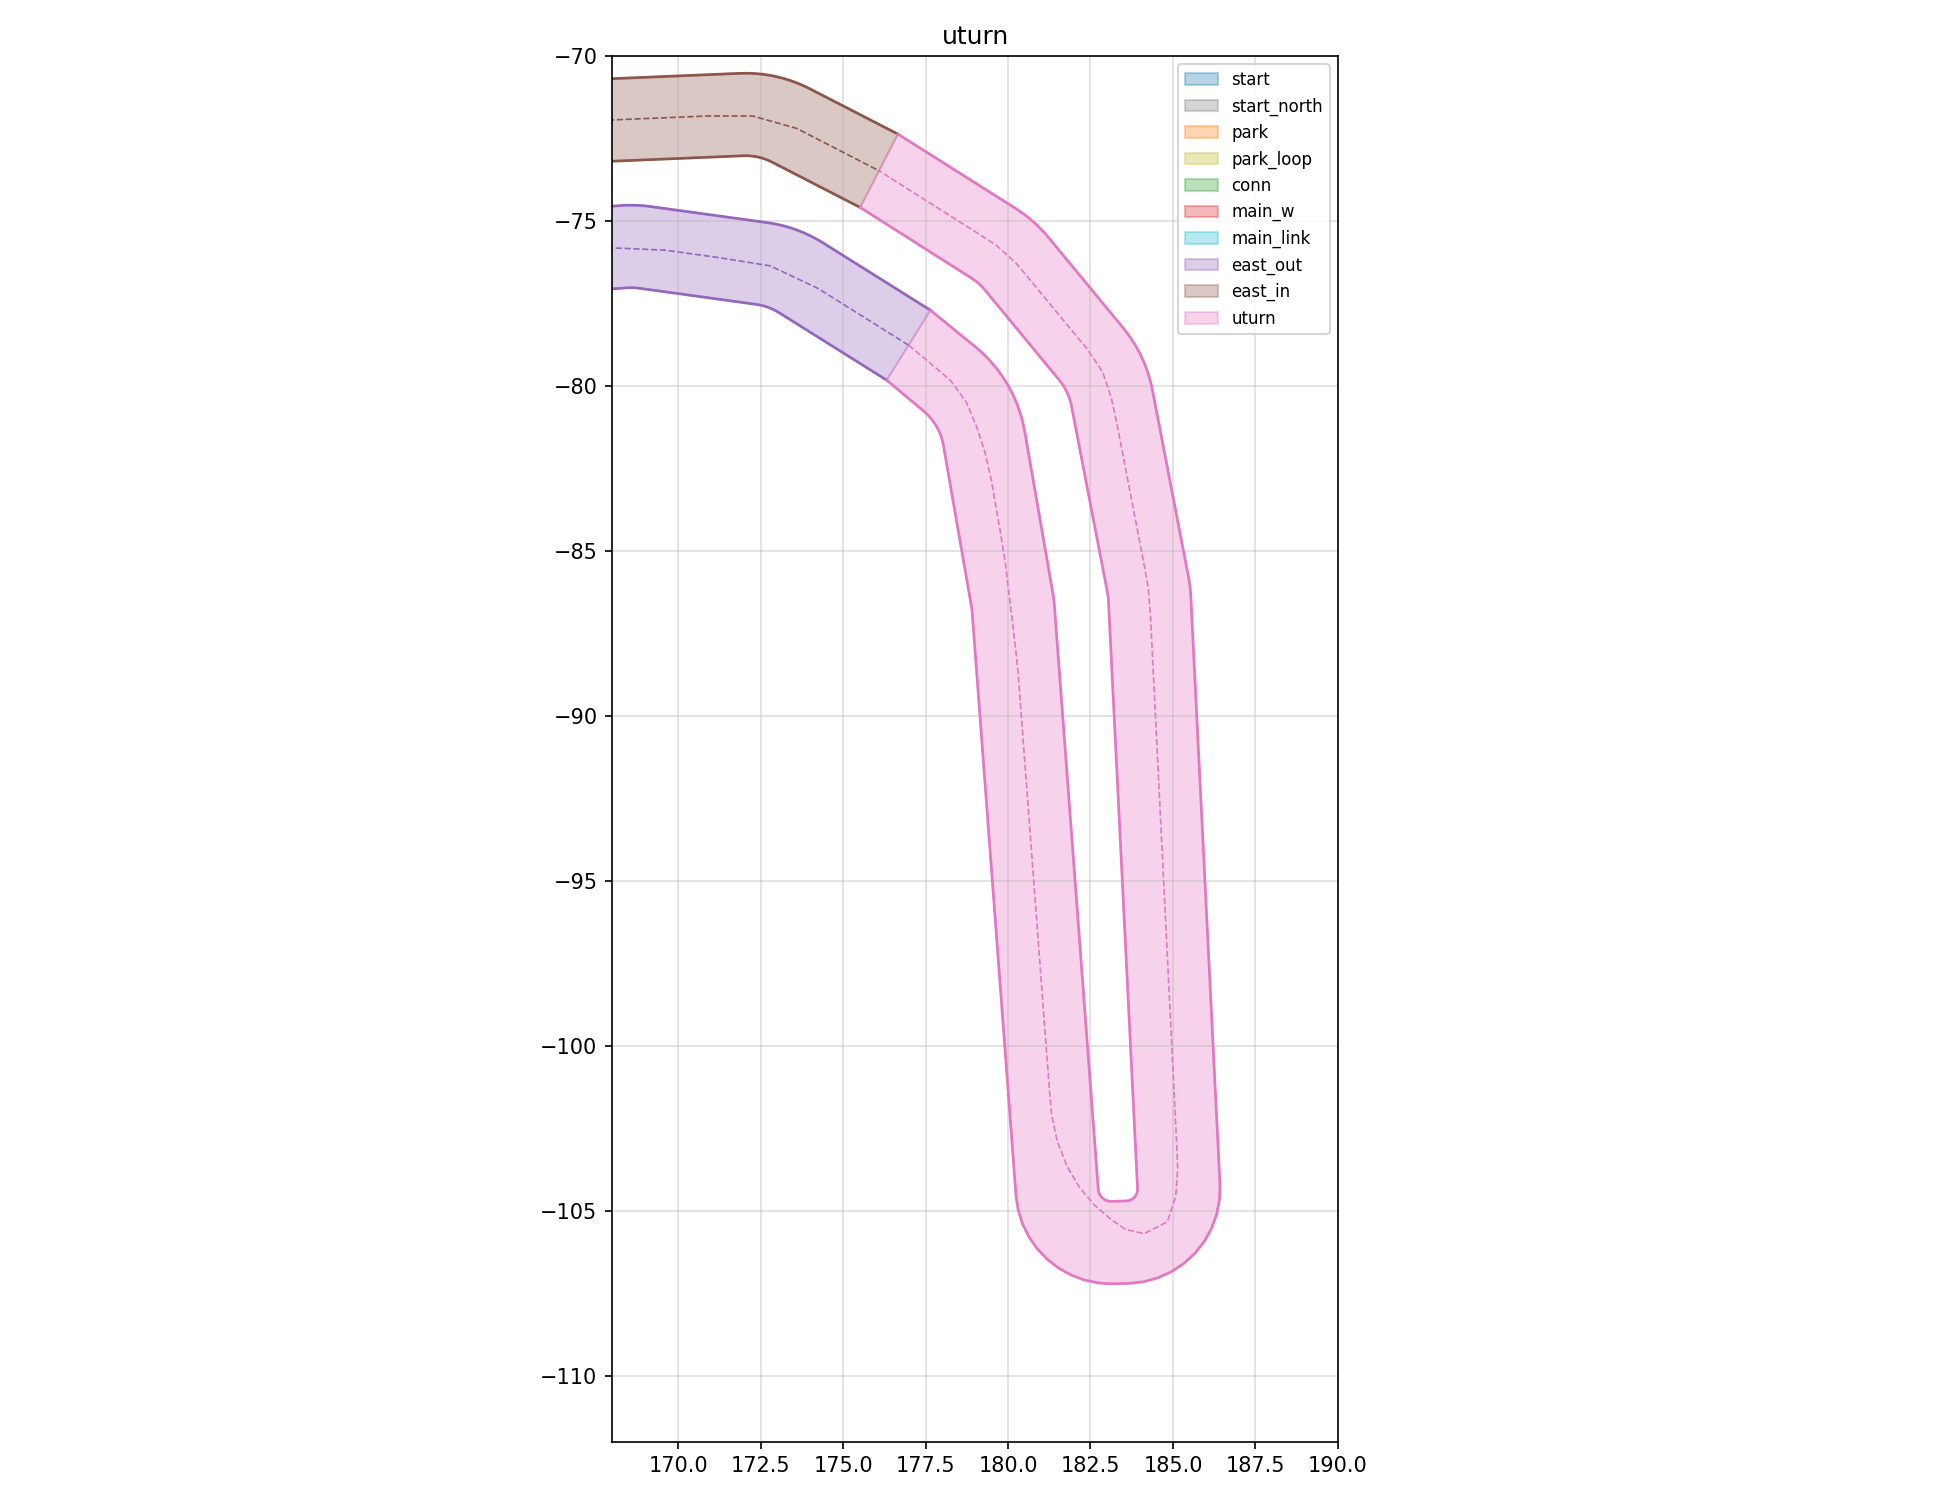 uturn
start
start_north
park
park_loop
conn
main_w
main_link
east_out
east_in
uturn
−70
−75
−80
−85
−90
−95
−100
−105
−110
170.0 172.5 175.0 177.5 180.0 182.5 185.0 187.5 190.0